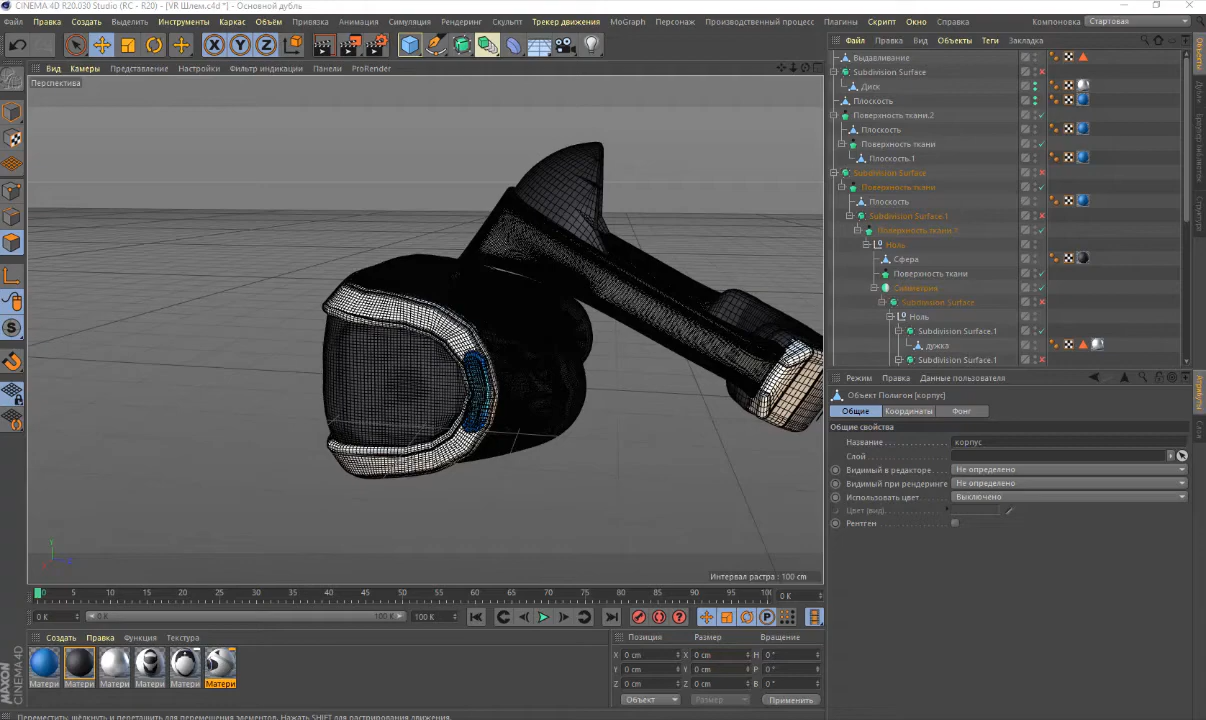 CINEMA 4D R20.030 Studio (RC - R20) - [VR Шлем.c4d *] - Основной дубль
Файл Правка Создать Выделить Инструменты Каркас Объём Привязка Анимация Симуляция Рендеринг Скульпт Трекер движения MoGraph Персонаж Производственный процесс Плагины Скрипт Окно Справка Компоновка Стартовая
X Y Z
Файл Правка Вид Объекты Теги Закладка
Вид Камеры Представление Настройки Фильтр индикации Панели ProRender
Перспектива
Выдавливание
Subdivision Surface
Диск
Плоскость
Поверхность ткани.2
Плоскость
Поверхность ткани
Плоскость.1
Subdivision Surface
Поверхность ткани
Плоскость
Subdivision Surface.1
Поверхность ткани.2
Ноль
Сфера
Поверхность ткани
Симметрия
Subdivision Surface
Ноль
Subdivision Surface.1
дужка
Subdivision Surface.1
Объекты
Дубли
Браузер библиотек
Структура
Режим Правка Данные пользователя
Объект Полигон [корпус]
Общие Координаты Фонг
Общие свойства
Название корпус
Слой
Видимый в редакторе Не определено
Видимый при рендеринге Не определено
Использовать цвет Выключено
Цвет (вид)
Рентген
Атрибуты
Слои
Интервал растра : 100 cm
0 5 10 15 20 25 30 35 40 45 50 55 60 65 70 75 80 85 90 95 100 0 K
0 K 0 K 100 K 100 K
Создать Правка Функция Текстура
Матери Матери Матери Матери Матери Матери
Позиция Размер Вращение
X 0 cm X 0 cm H 0 °
Y 0 cm Y 0 cm P 0 °
Z 0 cm Z 0 cm B 0 °
Объект Размер Применить
MAXON CINEMA 4D
Переместить: щёлкнуть и перетащить для перемещения элементов. Нажать SHIFT для растрирования движения.